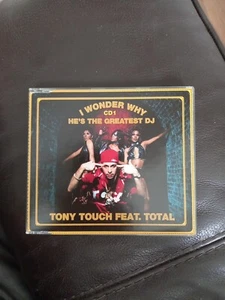 I WONDER WHY
CD1
HE'S THE GREATEST DJ
TONY TOUCH FEAT. TOTAL